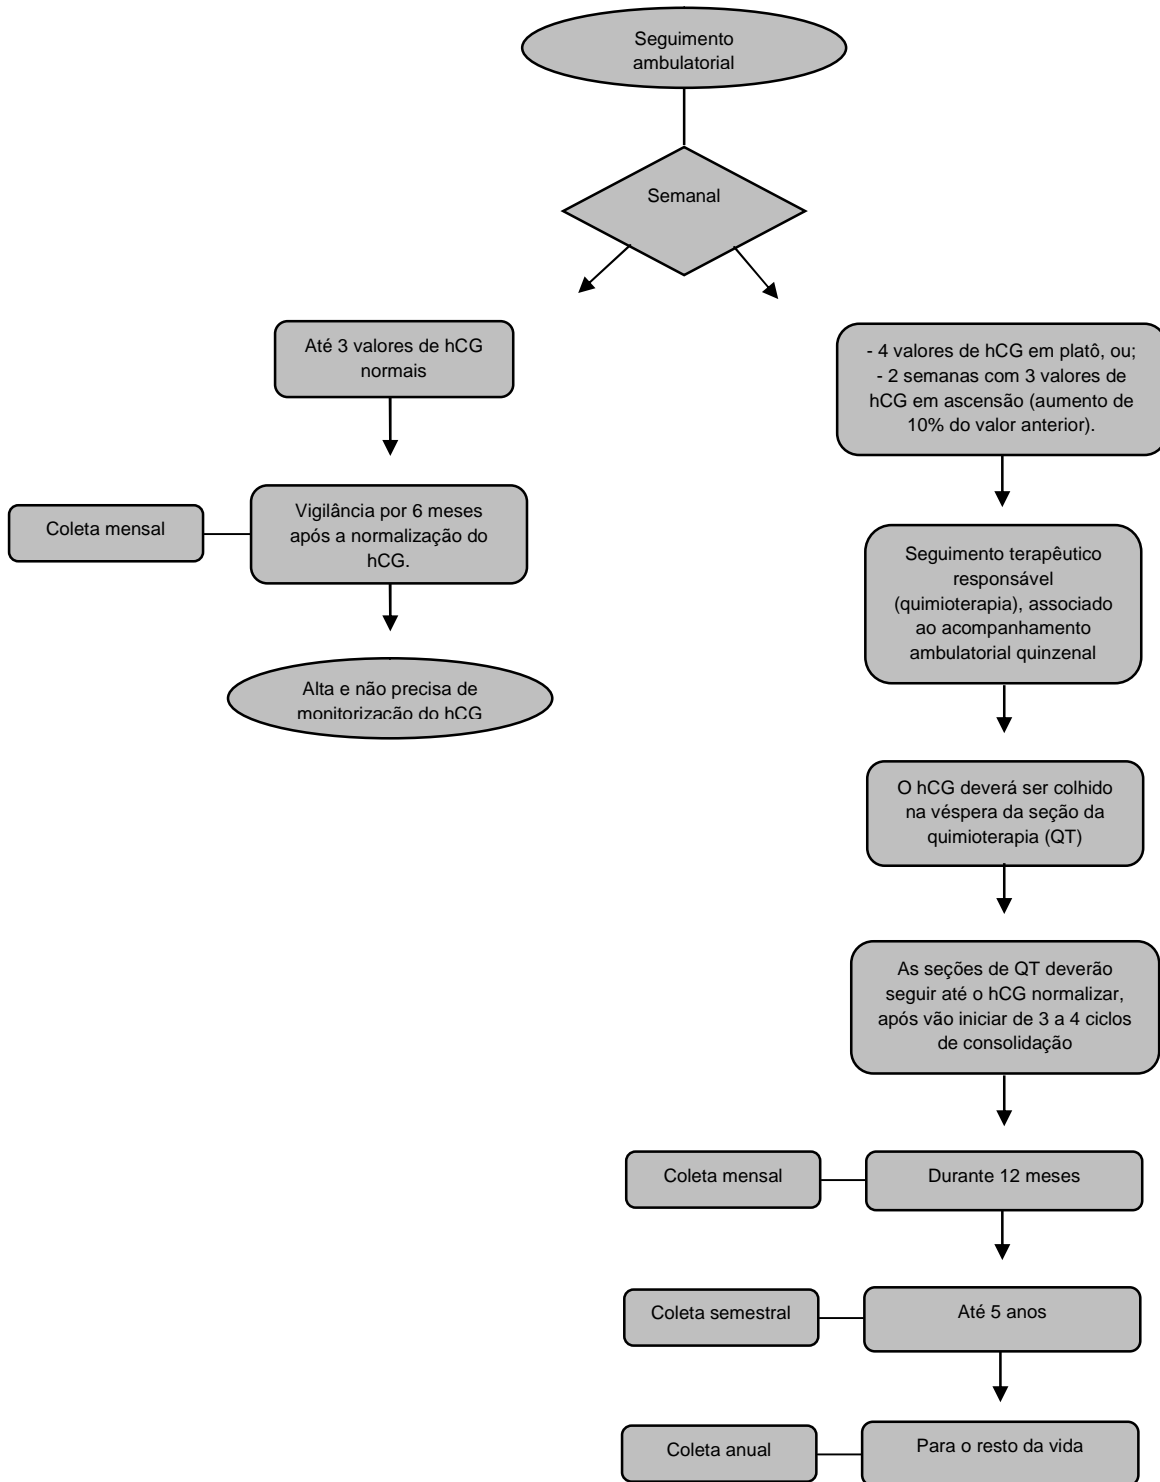 Seguimento
ambulatorial
Semanal
Até 3 valores de hCG
normais
Coleta mensal
Vigilância por 6 meses
após a normalização do
hCG.
Alta e não precisa de
monitorização do hCG
- 4 valores de hCG em platô, ou;
- 2 semanas com 3 valores de
hCG em ascensão (aumento de
10% do valor anterior).
Seguimento terapêutico
responsável
(quimioterapia), associado
ao acompanhamento
ambulatorial quinzenal
O hCG deverá ser colhido
na véspera da seção da
quimioterapia (QT)
As seções de QT deverão
seguir até o hCG normalizar,
após vão iniciar de 3 a 4 ciclos
de consolidação
Coleta mensal
Durante 12 meses
Coleta semestral
Até 5 anos
Coleta anual
Para o resto da vida